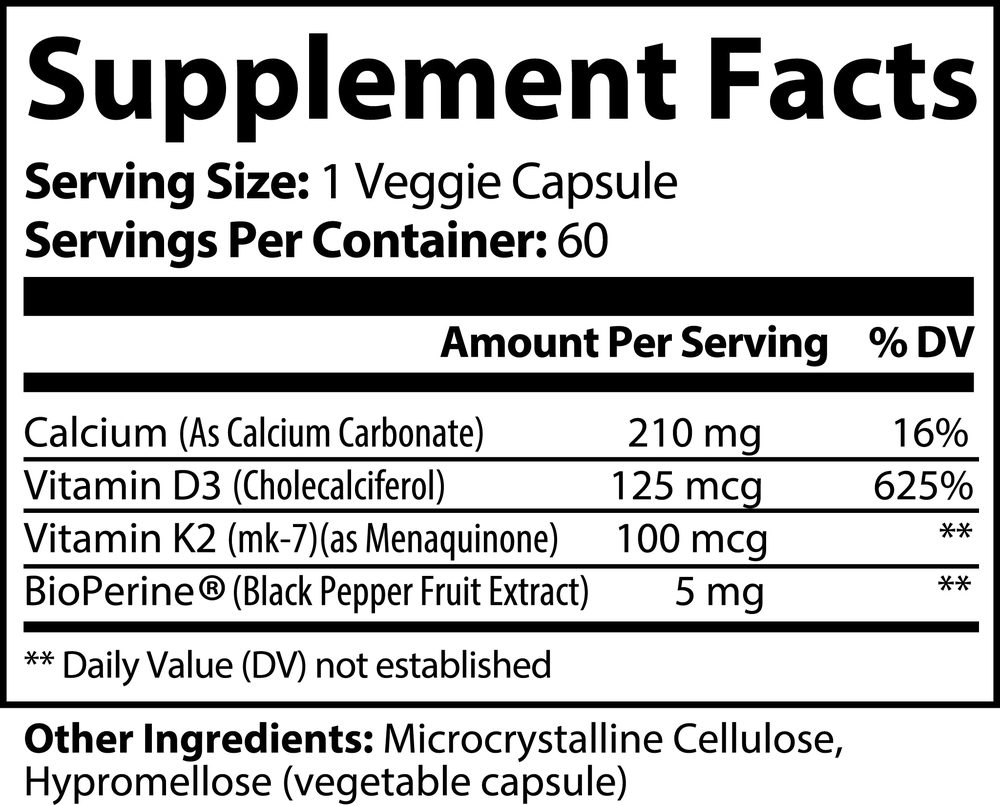 Supplement Facts
Serving Size: 1 Veggie Capsule
Servings Per Container: 60
Amount Per Serving % DV
Calcium (As Calcium Carbonate) 210 mg 16%
Vitamin D3 (Cholecalciferol) 125 mcg 625%
Vitamin K2 (mk-7)(as Menaquinone) 100 mcg **
BioPerine® (Black Pepper Fruit Extract) 5 mg **
** Daily Value (DV) not established
Other Ingredients: Microcrystalline Cellulose,
Hypromellose (vegetable capsule)